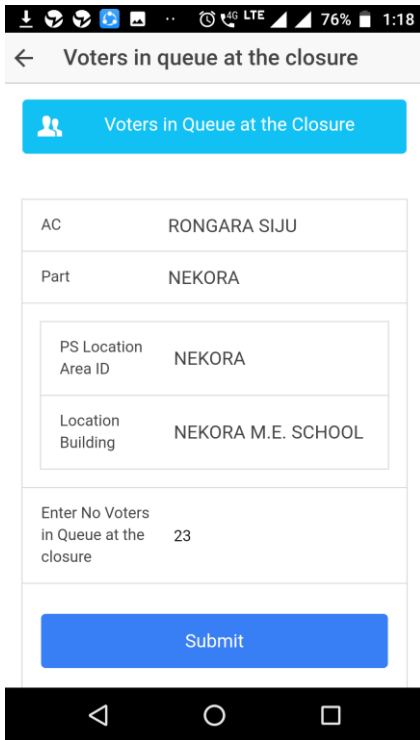 4G LTE 76% 1:18
Voters in queue at the closure
Voters in Queue at the Closure
AC RONGARA SIJU
Part NEKORA
PS Location
Area ID NEKORA
Location
Building NEKORA M.E. SCHOOL
Enter No Voters
in Queue at the 23
closure
Submit